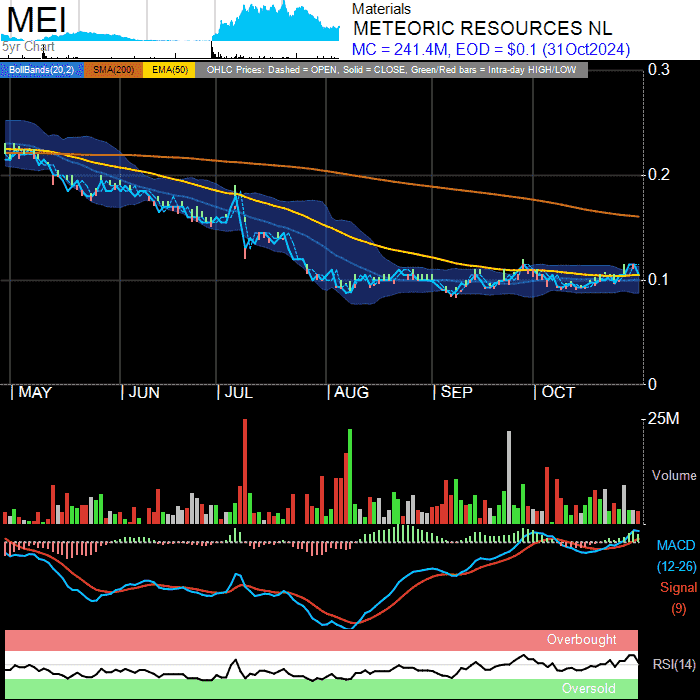 MEI
5yr Chart
Materials
METEORIC RESOURCES NL
MC = 241.4M, EOD = $0.1 (31Oct2024)
BollBands(20,2) SMA(200) EMA(50) OHLC Prices: Dashed = OPEN, Solid = CLOSE, Green/Red bars = Intra-day HIGH/LOW
0.3
0.2
0.1
0
MAY JUN JUL AUG SEP OCT
25M
Volume
MACD
(12-26)
Signal
(9)
Overbought
RSI(14)
Oversold